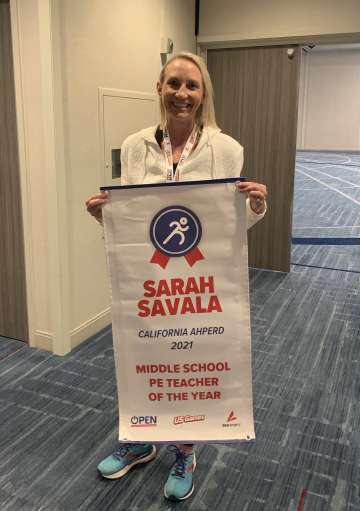 SARAH
SAVALA
CALIFORNIA AHPERD
2021
MIDDLE SCHOOL
PE TEACHER
OF THE YEAR
OPEN
US Games